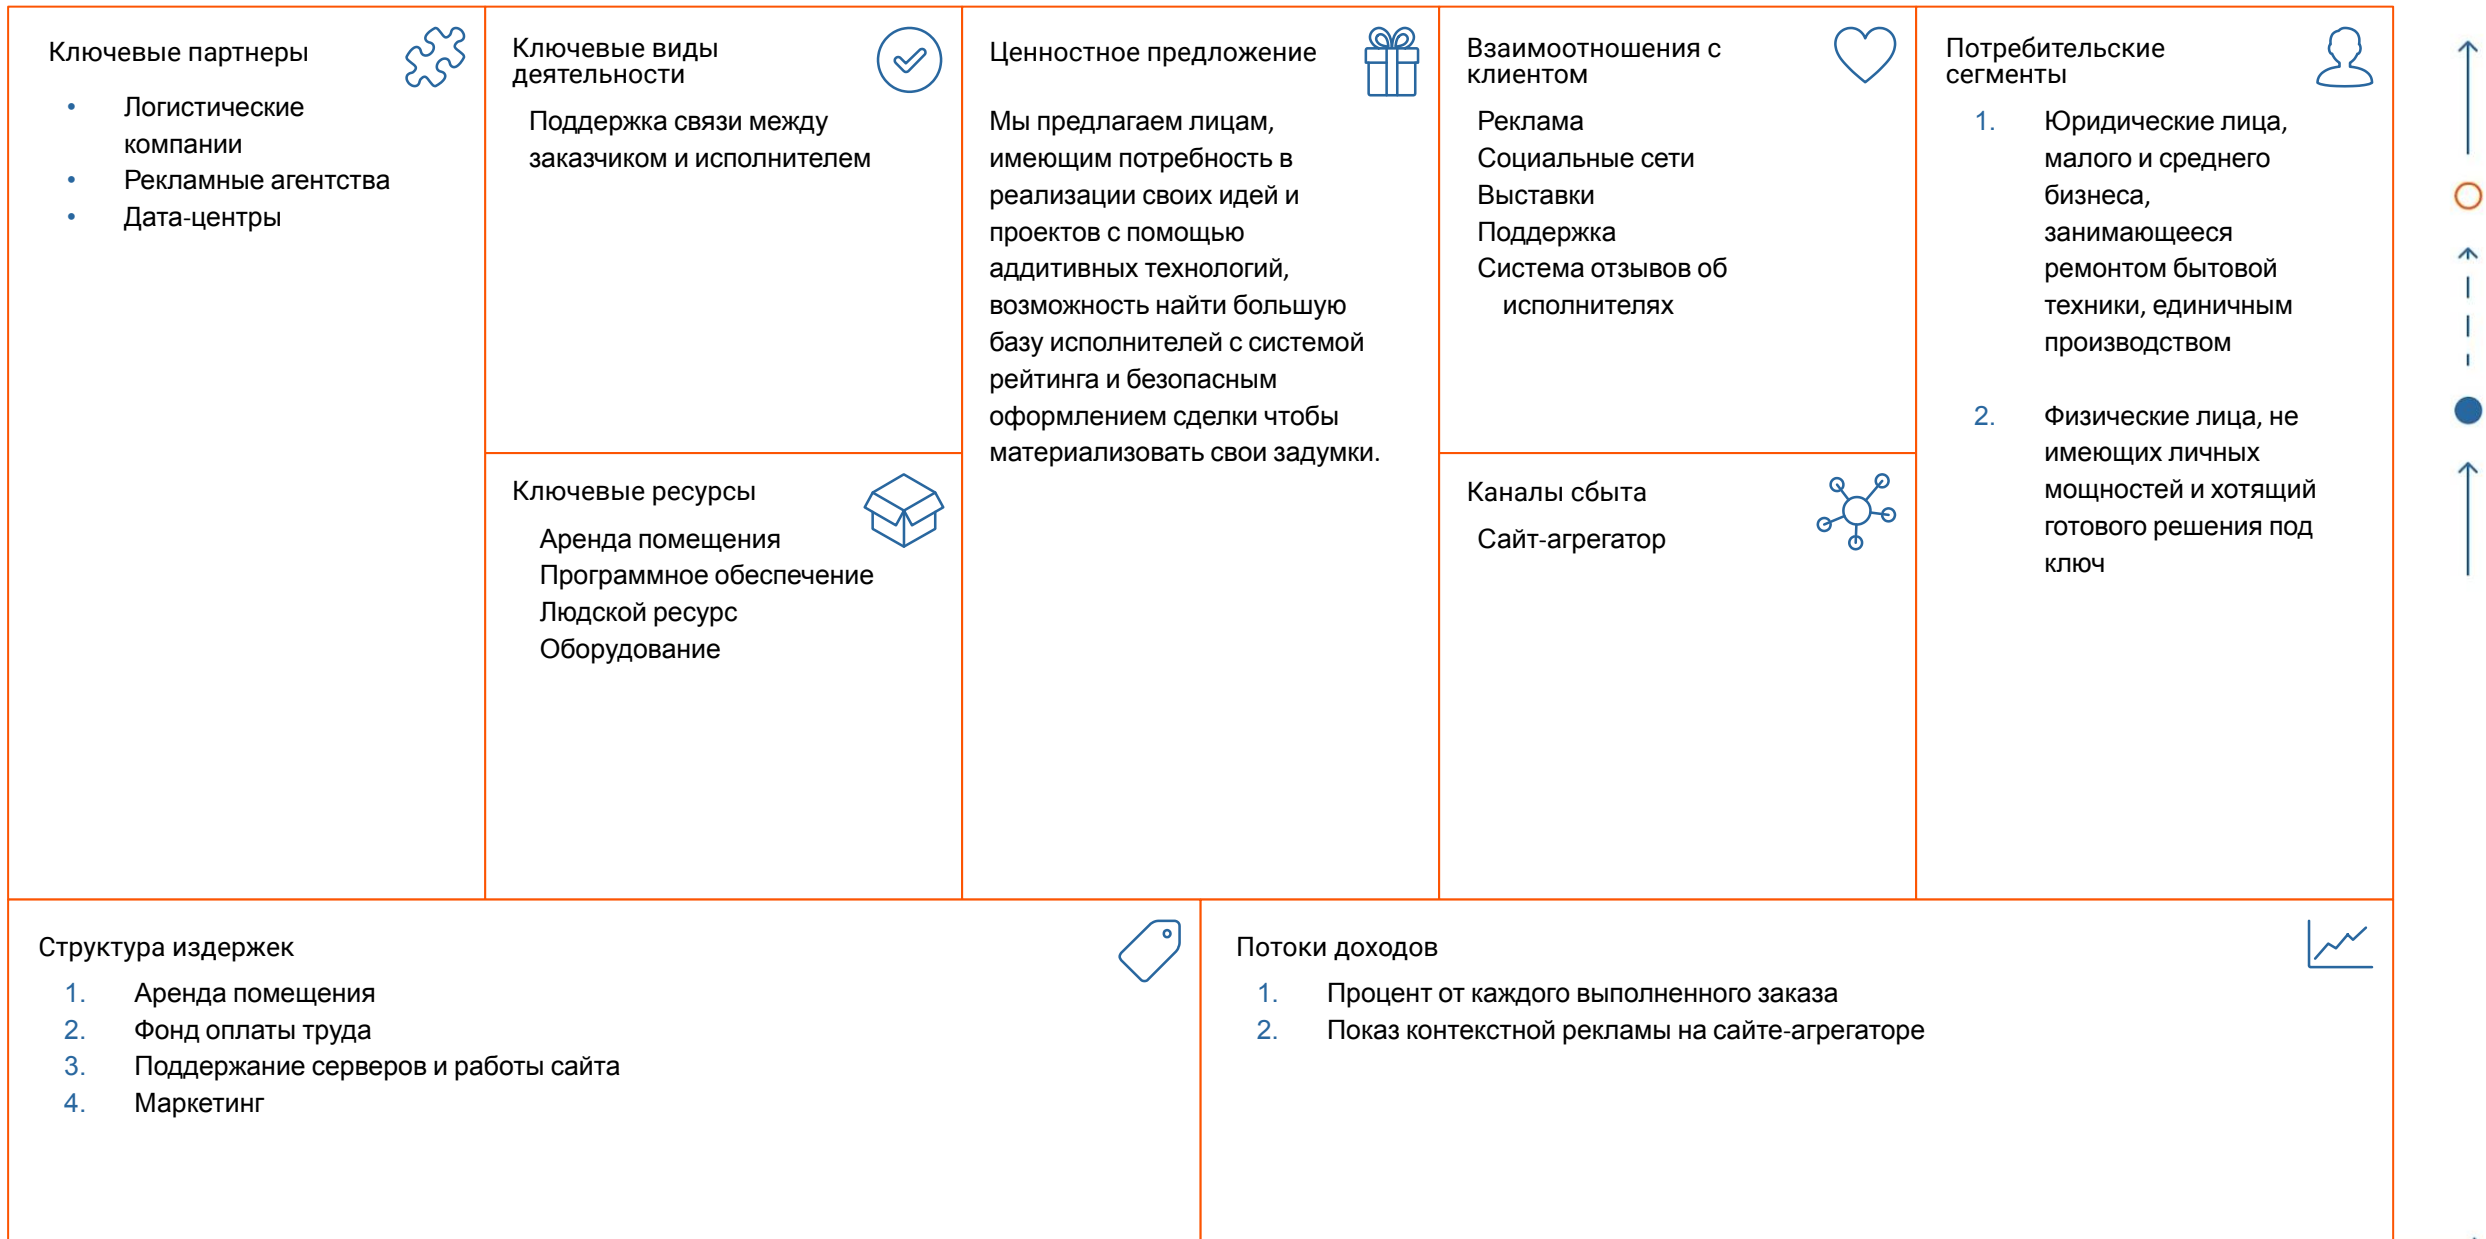 Ключевые партнеры
• Логистические
компании
• Рекламные агентства
• Дата-центры
Ключевые виды
деятельности
Поддержка связи между
заказчиком и исполнителем
Ключевые ресурсы
Аренда помещения
Программное обеспечение
Людской ресурс
Оборудование
Ценностное предложение
Мы предлагаем лицам,
имеющим потребность в
реализации своих идей и
проектов с помощью
аддитивных технологий,
возможность найти большую
базу исполнителей с системой
рейтинга и безопасным
оформлением сделки чтобы
материализовать свои задумки.
Взаимоотношения с
клиентом
Реклама
Социальные сети
Выставки
Поддержка
Система отзывов об
исполнителях
Каналы сбыта
Сайт-агрегатор
Потребительские
сегменты
1. Юридические лица,
малого и среднего
бизнеса,
занимающееся
ремонтом бытовой
техники, единичным
производством
2. Физические лица, не
имеющих личных
мощностей и хотящий
готового решения под
ключ
Структура издержек
1. Аренда помещения
2. Фонд оплаты труда
3. Поддержание серверов и работы сайта
4. Маркетинг
Потоки доходов
1. Процент от каждого выполненного заказа
2. Показ контекстной рекламы на сайте-агрегаторе